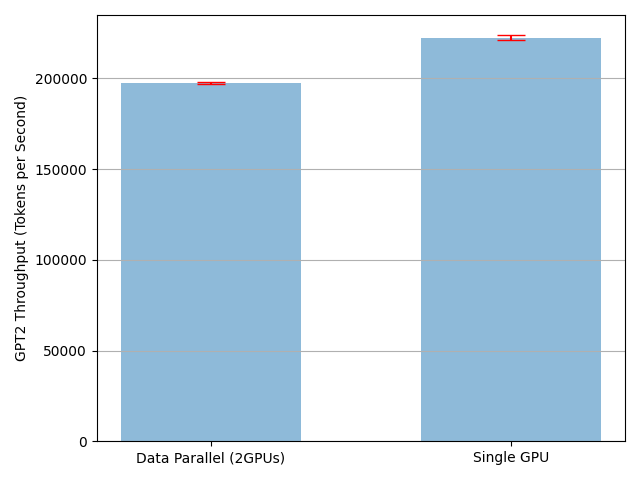 GPT2 Throughput (Tokens per Second)
200000
150000
100000
50000
0
Data Parallel (2GPUs)
Single GPU